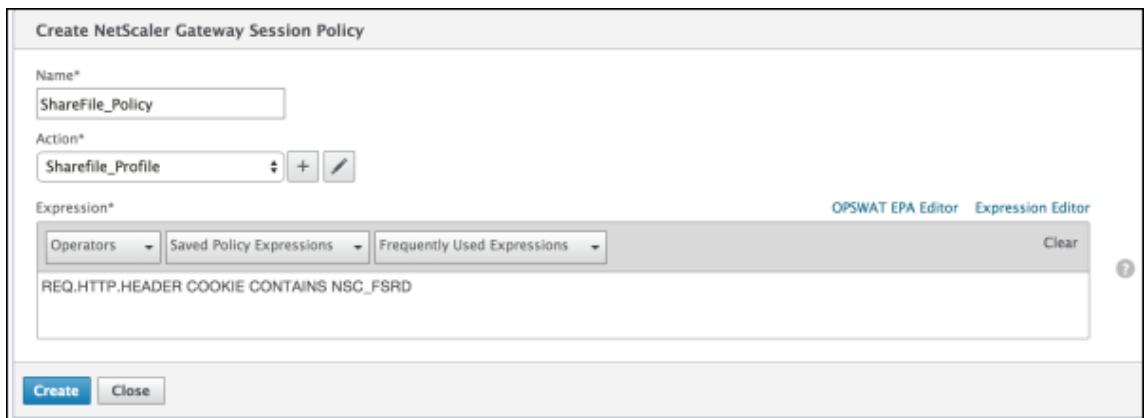 Create NetScaler Gateway Session Policy
Name*
ShareFile_Policy
Action*
Sharefile_Profile
+
Expression*
OPSWAT EPA Editor Expression Editor
Operators Saved Policy Expressions Frequently Used Expressions Clear
?
REQ.HTTP.HEADER COOKIE CONTAINS NSC_FSRD
Create Close